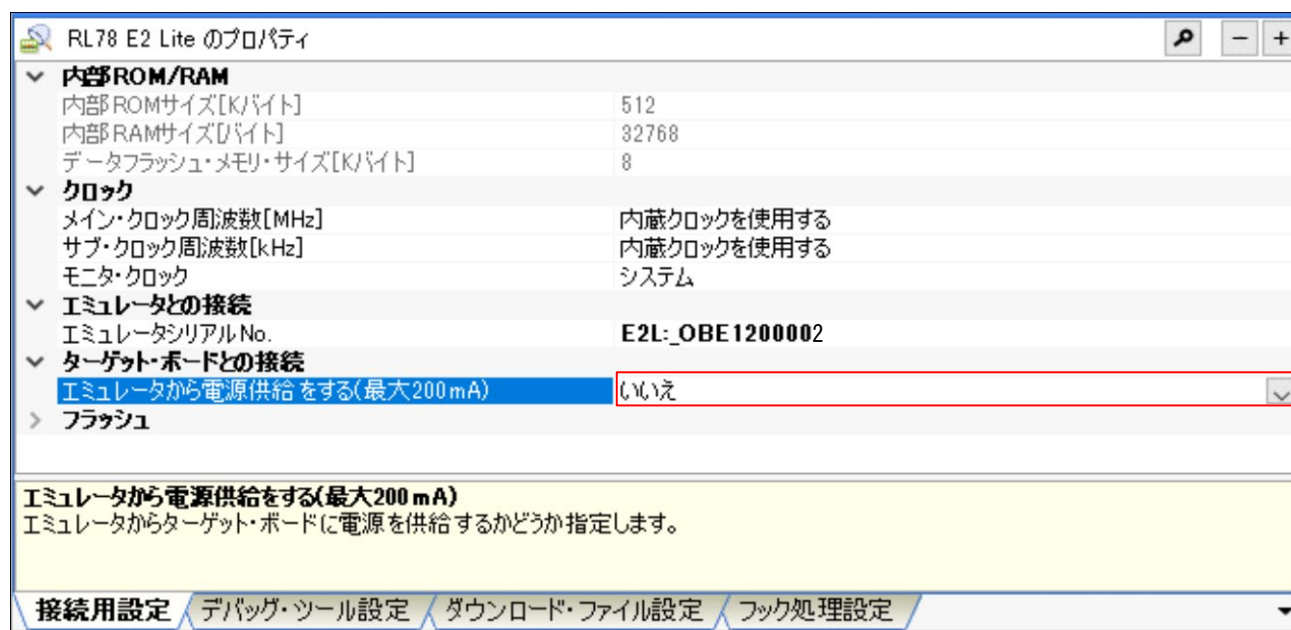 RL78 E2 Lite のプロパティ
内部ROM/RAM
内部ROMサイズ[Kバイト] 512
内部RAMサイズ[バイト] 32768
データフラッシュ・メモリ・サイズ[Kバイト] 8
クロック
メイン・クロック周波数[MHz] 内蔵クロックを使用する
サブ・クロック周波数[kHz] 内蔵クロックを使用する
モニタ・クロック システム
エミュレータとの接続
エミュレータシリアルNo. E2L:_OBE1200002
ターゲット・ボードとの接続
エミュレータから電源供給をする(最大200mA) いいえ
フラッシュ
エミュレータから電源供給をする(最大200mA)
エミュレータからターゲット・ボードに電源を供給するかどうか指定します。
接続用設定 デバッグ・ツール設定 ダウンロード・ファイル設定 フック処理設定